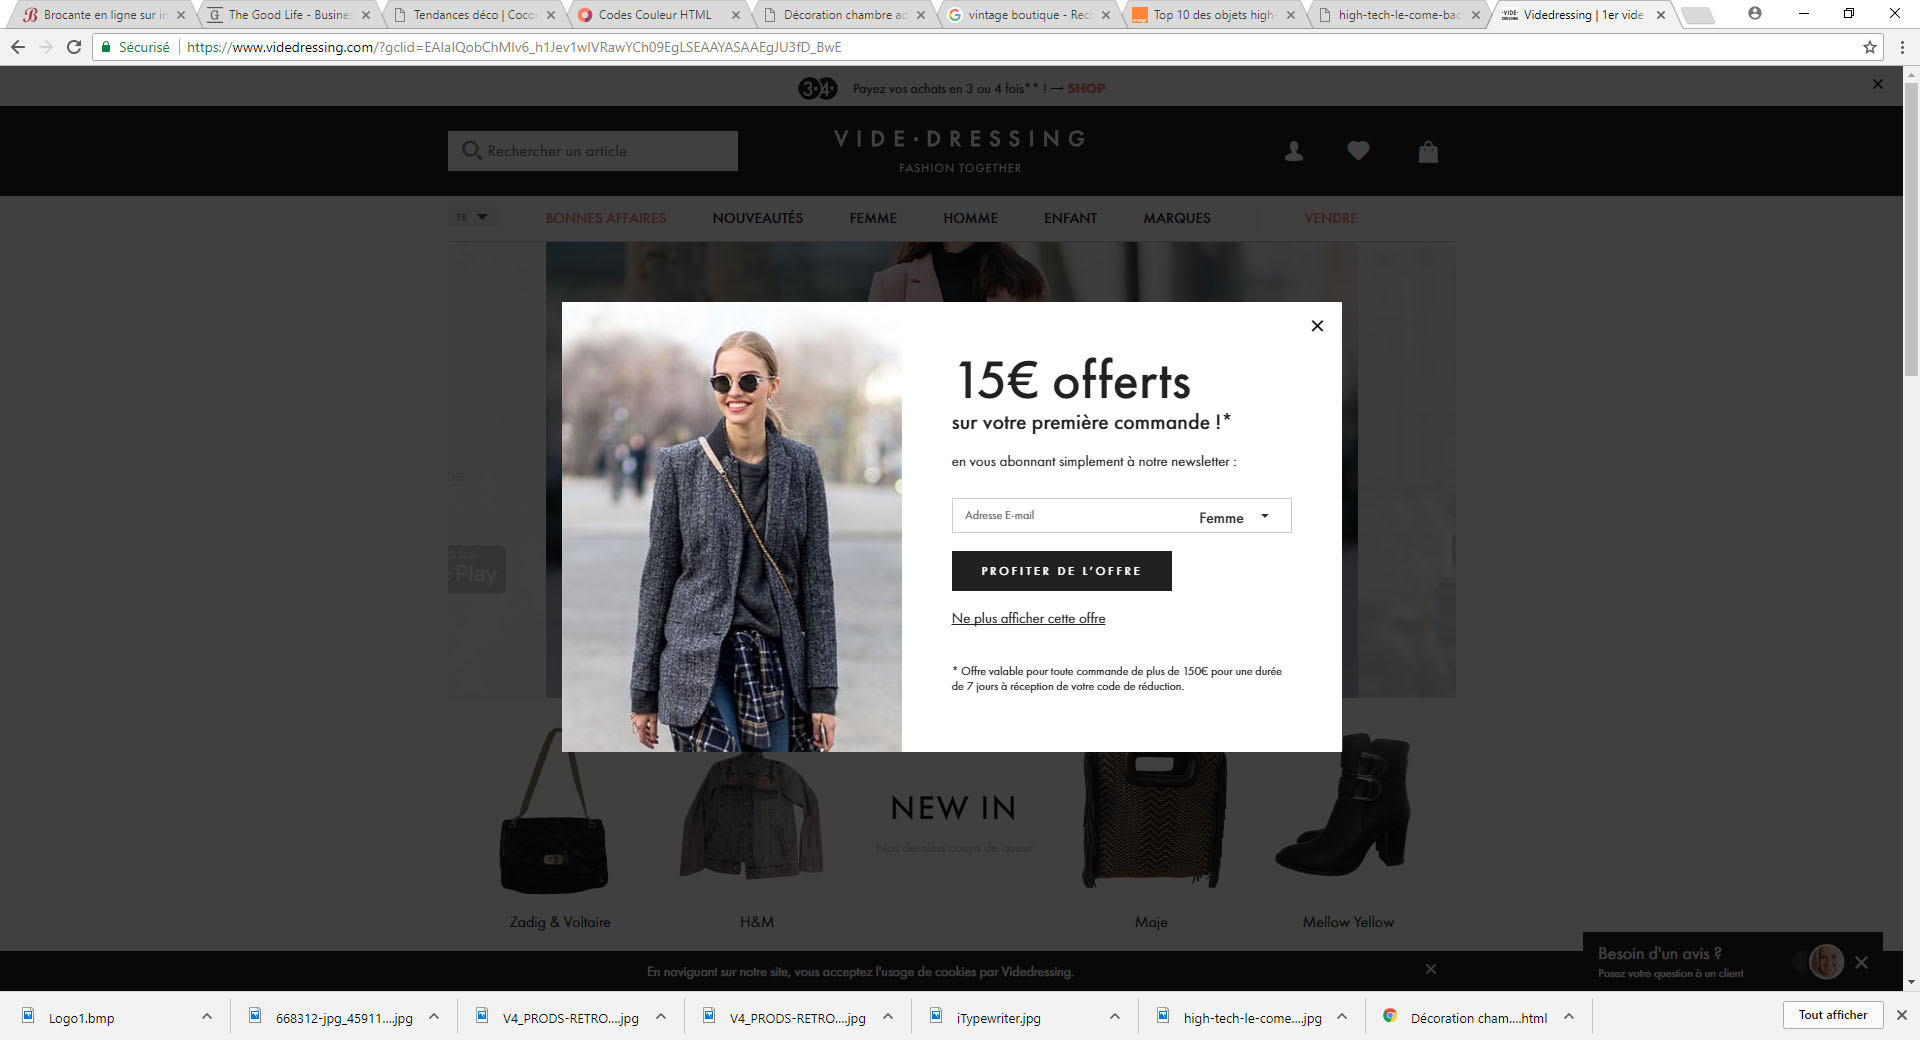 Brocante en ligne sur in
The Good Life - Busines
Tendances déco | Cocor
Codes Couleur HTML
Décoration chambre ad
vintage boutique - Rech
Top 10 des objets high-
high-tech-le-come-bac
Videdressing | 1er vide
Sécurisé
https://www.videdressing.com/?gclid=EAIaIQobChMIv6_h1Jev1wIVRawYCh09EgLSEAAYASAAEgJU3fD_BwE
3x4x Payez vos achats en 3 ou 4 fois** ! → SHOP
Rechercher un article
VIDE•DRESSING
FASHION TOGETHER
FR
BONNES AFFAIRES
NOUVEAUTÉS
FEMME
HOMME
ENFANT
MARQUES
VENDRE
15€ offerts
sur votre première commande !*
en vous abonnant simplement à notre newsletter :
Adresse E-mail
Femme
PROFITER DE L'OFFRE
Ne plus afficher cette offre
* Offre valable pour toute commande de plus de 150€ pour une durée
de 7 jours à réception de votre code de réduction.
SUR
Play
NEW IN
Nos derniers coups de coeur
Zadig & Voltaire
H&M
Maje
Mellow Yellow
En naviguant sur notre site, vous acceptez l'usage de cookies par Videdressing.
Besoin d'un avis ?
Posez votre question à un client
Logo1.bmp
668312-jpg_45911....jpg
V4_PRODS-RETRO....jpg
V4_PRODS-RETRO....jpg
iTypewriter.jpg
high-tech-le-come....jpg
Décoration cham....html
Tout afficher